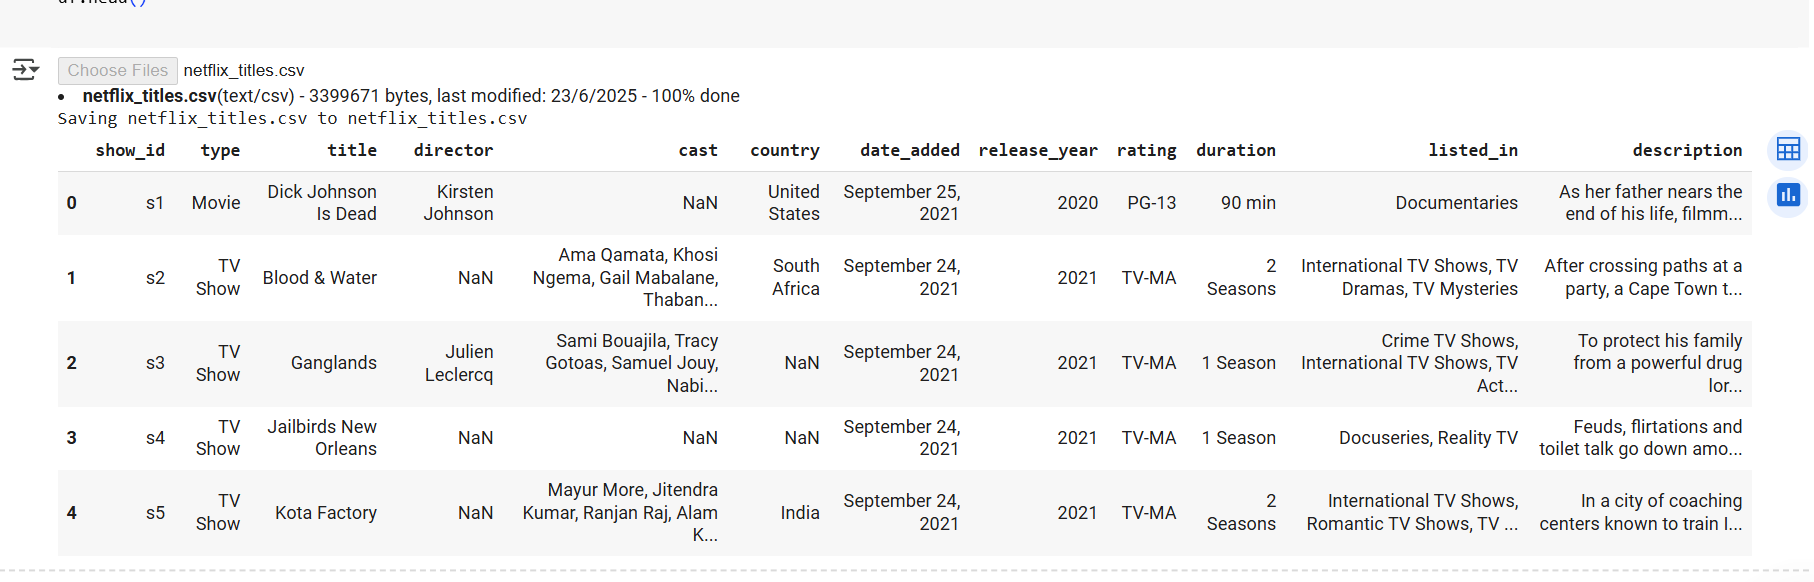 df.head()
Choose Files netflix_titles.csv
• netflix_titles.csv(text/csv) - 3399671 bytes, last modified: 23/6/2025 - 100% done
Saving netflix_titles.csv to netflix_titles.csv
show_id type title director cast country date_added release_year rating duration listed_in description
0 s1 Movie Dick Johnson Is Dead Kirsten Johnson NaN United States September 25, 2021 2020 PG-13 90 min Documentaries As her father nears the end of his life, filmm...
1 s2 TV Show Blood & Water NaN Ama Qamata, Khosi Ngema, Gail Mabalane, Thaban... South Africa September 24, 2021 2021 TV-MA 2 Seasons International TV Shows, TV Dramas, TV Mysteries After crossing paths at a party, a Cape Town t...
2 s3 TV Show Ganglands Julien Leclercq Sami Bouajila, Tracy Gotoas, Samuel Jouy, Nabi... NaN September 24, 2021 2021 TV-MA 1 Season Crime TV Shows, International TV Shows, TV Act... To protect his family from a powerful drug lor...
3 s4 TV Show Jailbirds New Orleans NaN NaN NaN September 24, 2021 2021 TV-MA 1 Season Docuseries, Reality TV Feuds, flirtations and toilet talk go down amo...
4 s5 TV Show Kota Factory NaN Mayur More, Jitendra Kumar, Ranjan Raj, Alam K... India September 24, 2021 2021 TV-MA 2 Seasons International TV Shows, Romantic TV Shows, TV ... In a city of coaching centers known to train I...